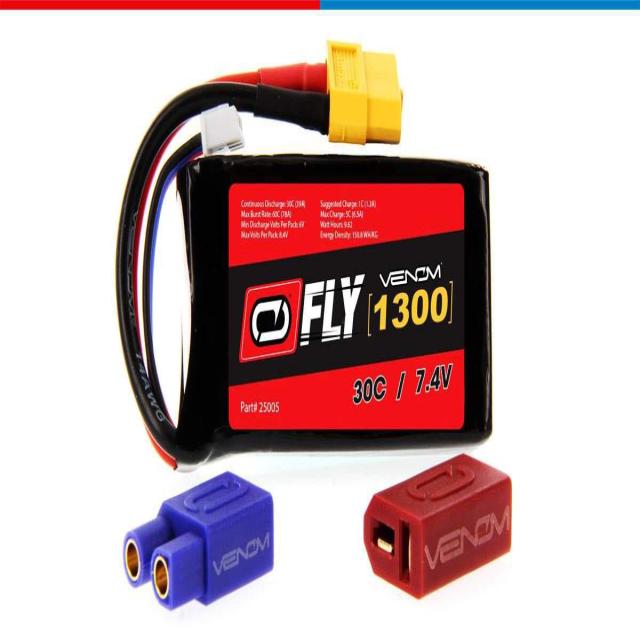 Continuous Discharge: 30C (39A)
Max Burst Rate: 60C (78A)
Min Discharge Volts Per Pack: 6V
Max Volts Per Pack: 8.4V
Suggested Charge: 1C (1.3A)
Max Charge: 5C (6.5A)
Watt Hours: 9.62
Energy Density: 150.8 WH/KG
VENOM
FLY [1300]
30C / 7.4V
Part# 25005
VENOM
VENOM